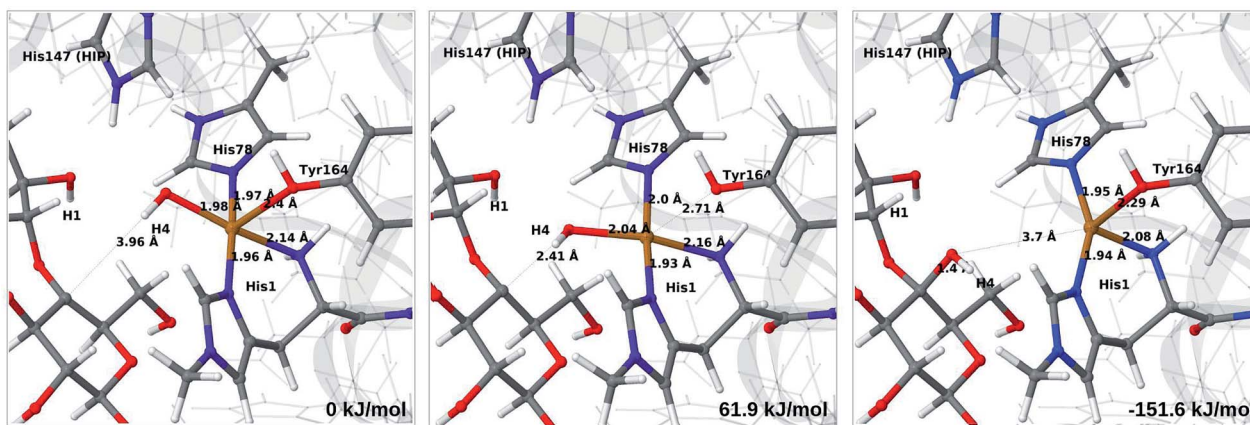 His147 (HIP)
His78
Tyr164
1.97 Å
1.98 Å
2.4 Å
H1
H4
2.14 Å
3.96 Å
1.96 Å
His1
0 kJ/mol
His147 (HIP)
His78
Tyr164
2.0 Å
2.71 Å
H1
H4
2.04 Å
2.16 Å
2.41 Å
1.93 Å
His1
61.9 kJ/mol
His147 (HIP)
His78
Tyr164
1.95 Å
2.29 Å
H1
3.7 Å
2.08 Å
1.94 Å
H4
His1
-151.6 kJ/mol